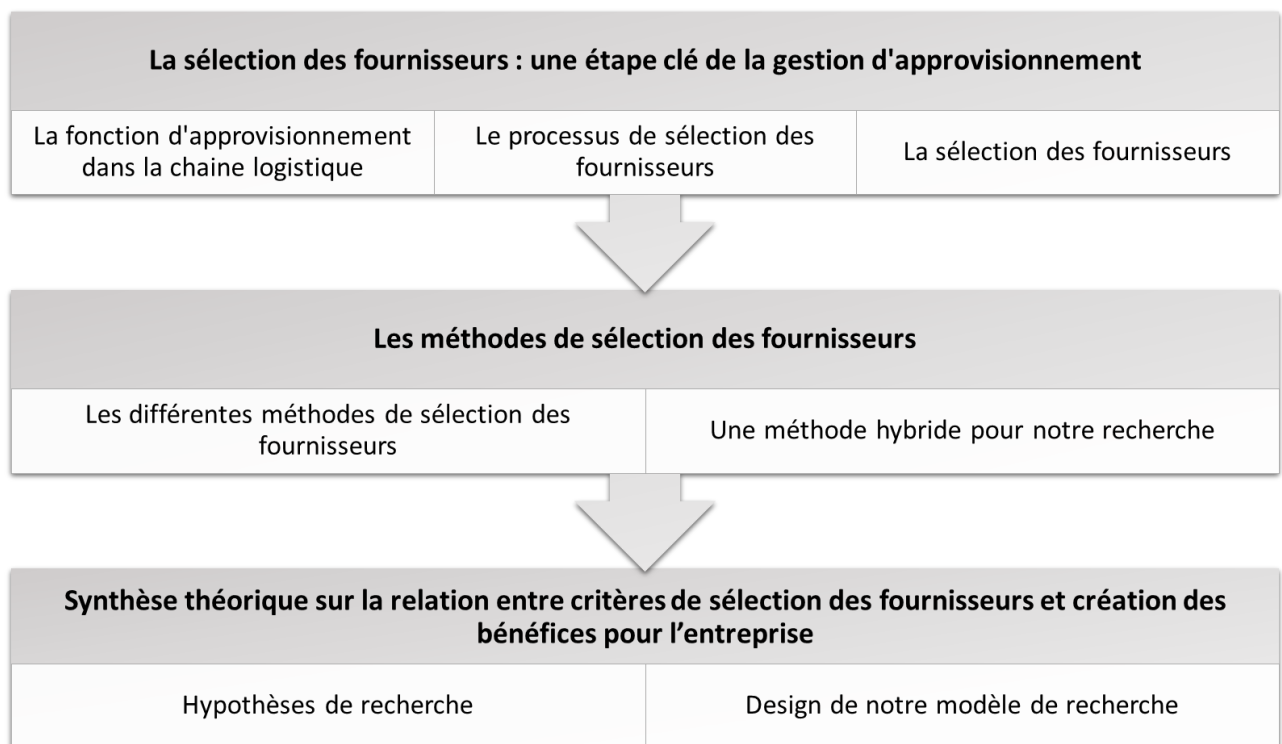 La sélection des fournisseurs : une étape clé de la gestion d'approvisionnement
La fonction d'approvisionnement
dans la chaine logistique
Le processus de sélection des
fournisseurs
La sélection des fournisseurs
Les méthodes de sélection des fournisseurs
Les différentes méthodes de sélection des
fournisseurs
Une méthode hybride pour notre recherche
Synthèse théorique sur la relation entre critères de sélection des fournisseurs et création des
bénéfices pour l’entreprise
Hypothèses de recherche
Design de notre modèle de recherche